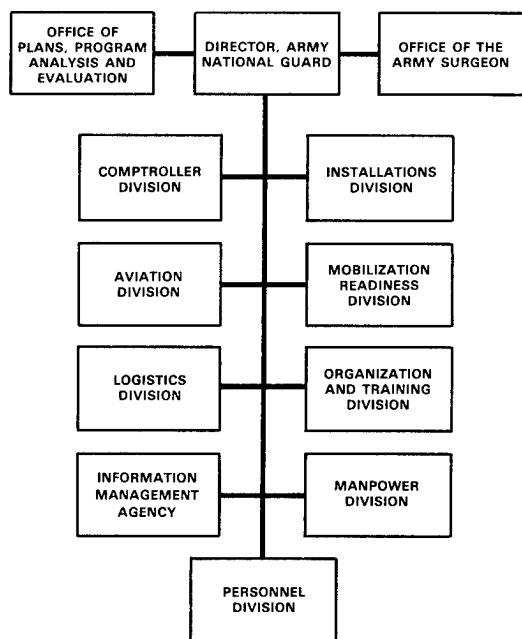 OFFICE OF
PLANS, PROGRAM
ANALYSIS AND
EVALUATION
DIRECTOR, ARMY
NATIONAL GUARD
OFFICE OF THE
ARMY SURGEON
COMPTROLLER
DIVISION
INSTALLATIONS
DIVISION
AVIATION
DIVISION
MOBILIZATION
READINESS
DIVISION
LOGISTICS
DIVISION
ORGANIZATION
AND TRAINING
DIVISION
INFORMATION
MANAGEMENT
AGENCY
MANPOWER
DIVISION
PERSONNEL
DIVISION